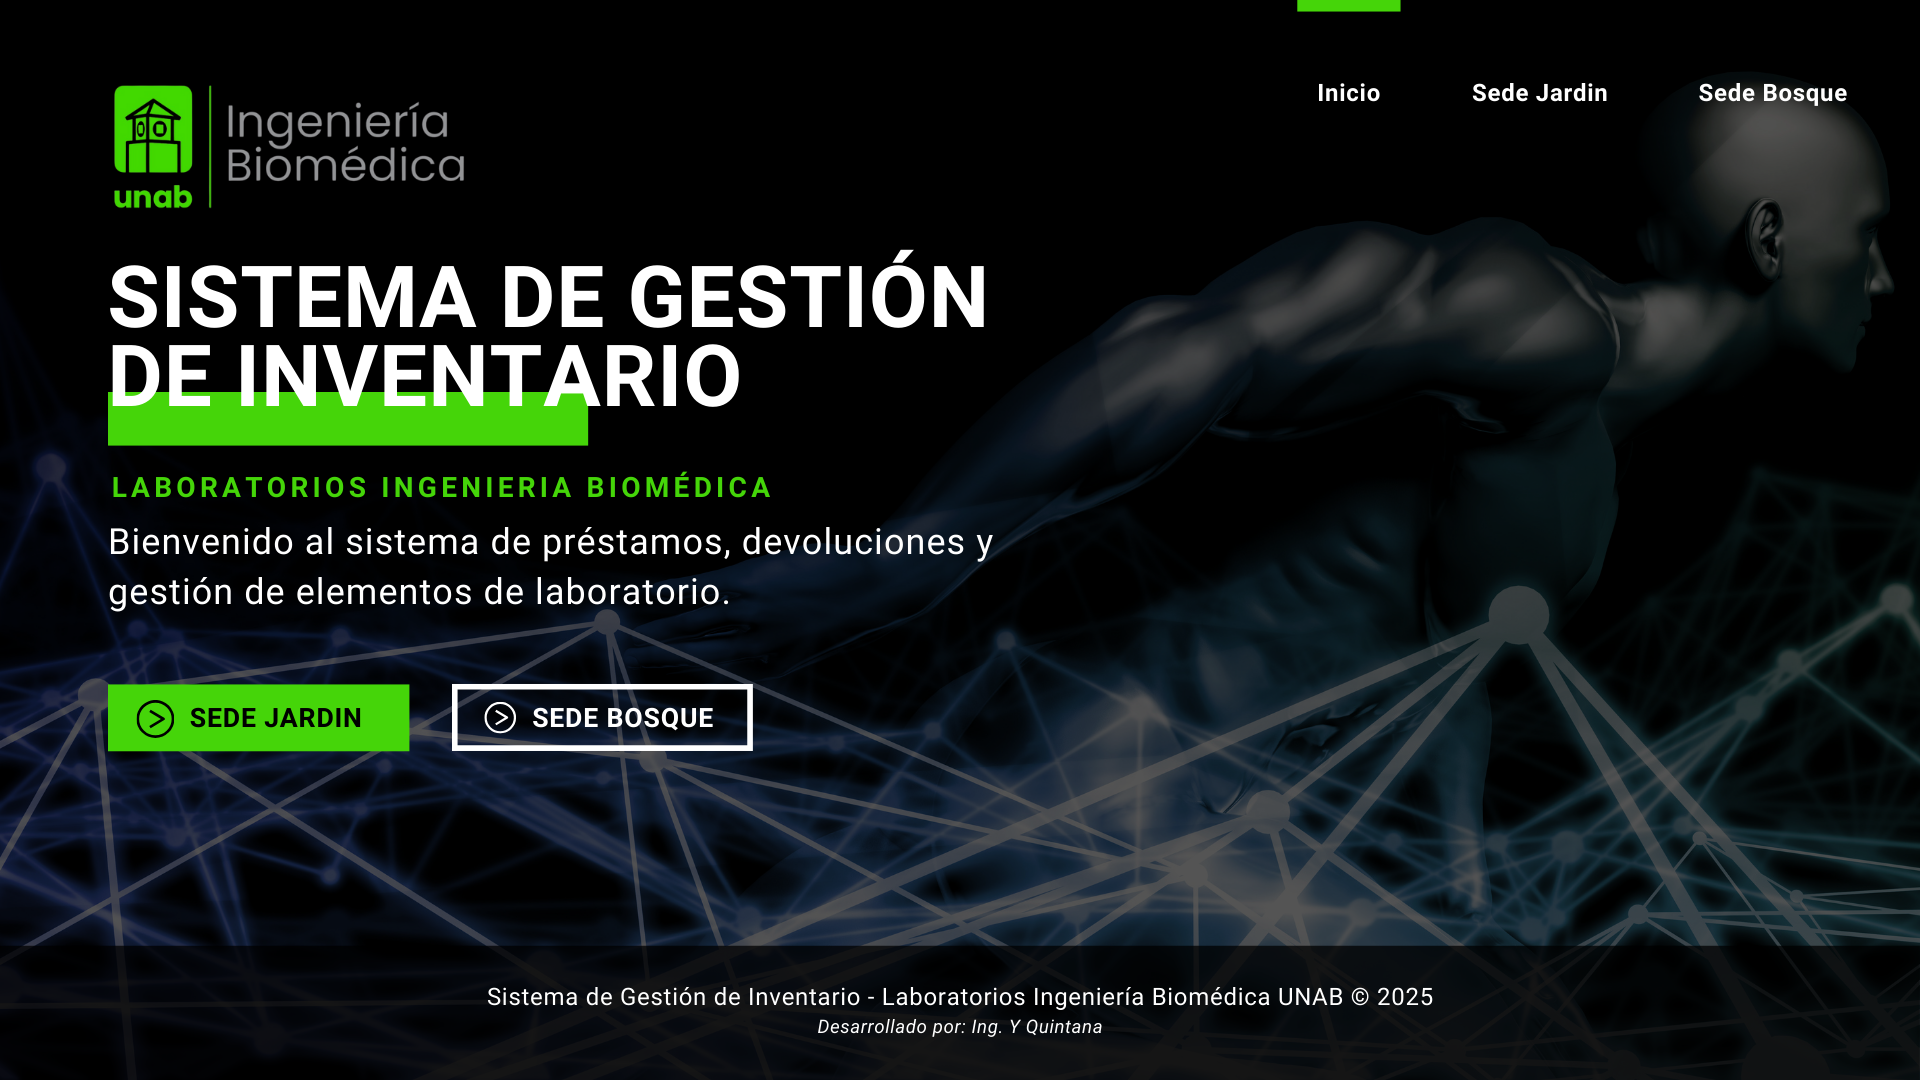 Inicio
Sede Jardin
Sede Bosque
unab
Ingeniería
Biomédica
SISTEMA DE GESTIÓN
DE INVENTARIO
LABORATORIOS INGENIERIA BIOMÉDICA
Bienvenido al sistema de préstamos, devoluciones y
gestión de elementos de laboratorio.
SEDE JARDIN
SEDE BOSQUE
Sistema de Gestión de Inventario - Laboratorios Ingeniería Biomédica UNAB © 2025
Desarrollado por: Ing. Y Quintana